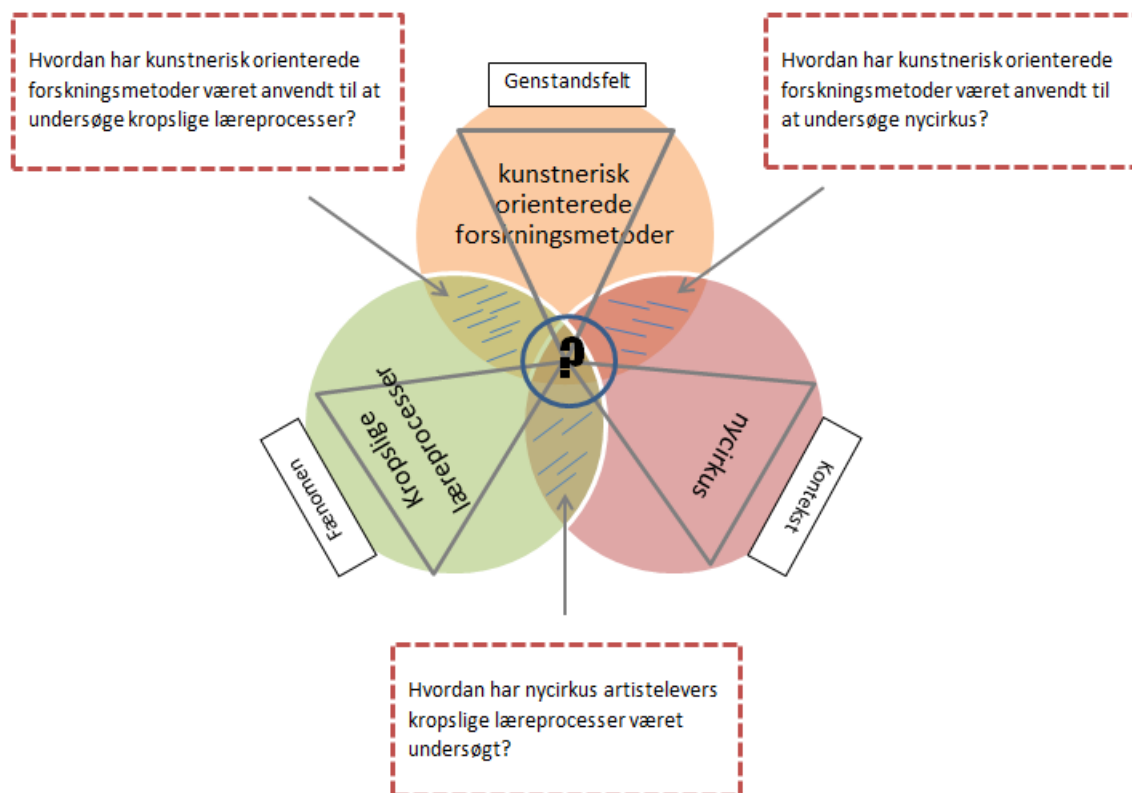 Hvordan har kunstnerisk orienterede
forskningsmetoder været anvendt til at
undersøge kropslige læreprocesser?
Hvordan har kunstnerisk orienterede
forskningsmetoder været anvendt til
at undersøge nycirkus?
Genstandsfelt
kunstnerisk
orienterede
forskningsmetoder
?
Kropslige
læreprocesser
nycirkus
Fænomen
Kontekst
Hvordan har nycirkus artistelevers
kropslige læreprocesser været
undersøgt?